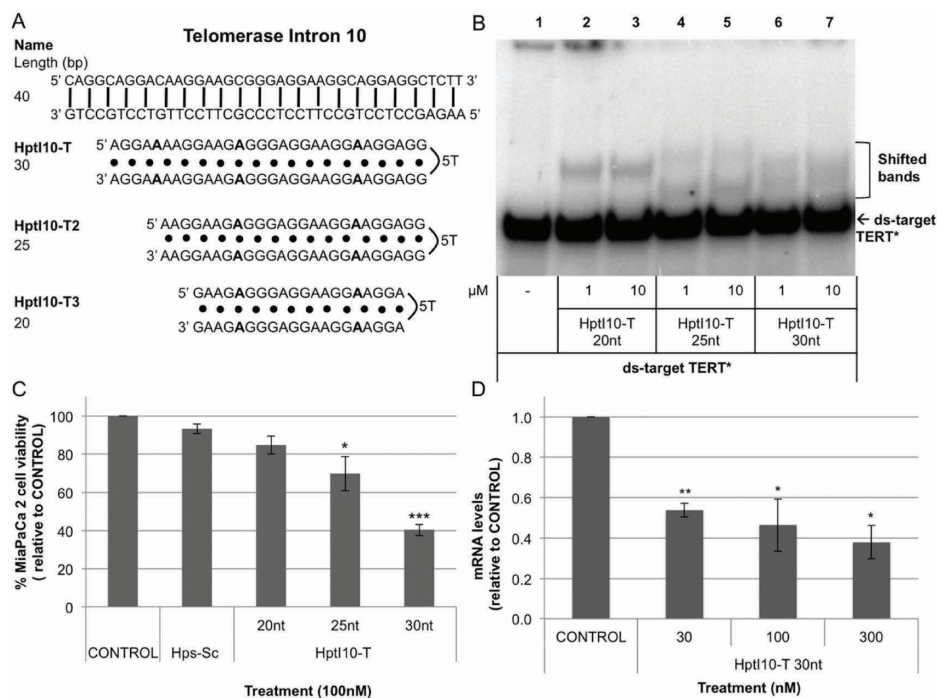 A
Telomerase Intron 10
Name
Length (bp)
5' CAGGCAGGACAAGGAAGCGGGAGGAAGGCAGGAGGCTCTT 3'
40
3' GTCCGTCCTGTTCCTTCGCCCTCCTTCCGTCCTCCGAGAA 5'
HptI10-T
30
5' AGGAAAAGGAAGAGGGAGGAAGGAAGGAGG
5T
3' AGGAAAAGGAAGAGGGAGGAAGGAAGGAGG
HptI10-T2
25
5' AAGGAAGAGGGAGGAAGGAAGGAGG
5T
3' AAGGAAGAGGGAGGAAGGAAGGAGG
HptI10-T3
20
5' GAAGAGGGAGGAAGGAAGGA
5T
3' GAAGAGGGAGGAAGGAAGGA
B
1 2 3 4 5 6 7
Shifted
bands
← ds-target
TERT*
µM - 1 10 1 10 1 10
HptI10-T HptI10-T HptI10-T
20nt 25nt 30nt
ds-target TERT*
C
% MiaPaCa 2 cell viability
( relative to CONTROL)
100
80
60
40
20
0
*
***
20nt 25nt 30nt
CONTROL Hps-Sc HptI10-T
Treatment (100nM)
D
mRNA levels
(relative to CONTROL)
1.0
0.8
0.6
0.4
0.2
0.0
**
*
*
CONTROL 30 100 300
HptI10-T 30nt
Treatment (nM)